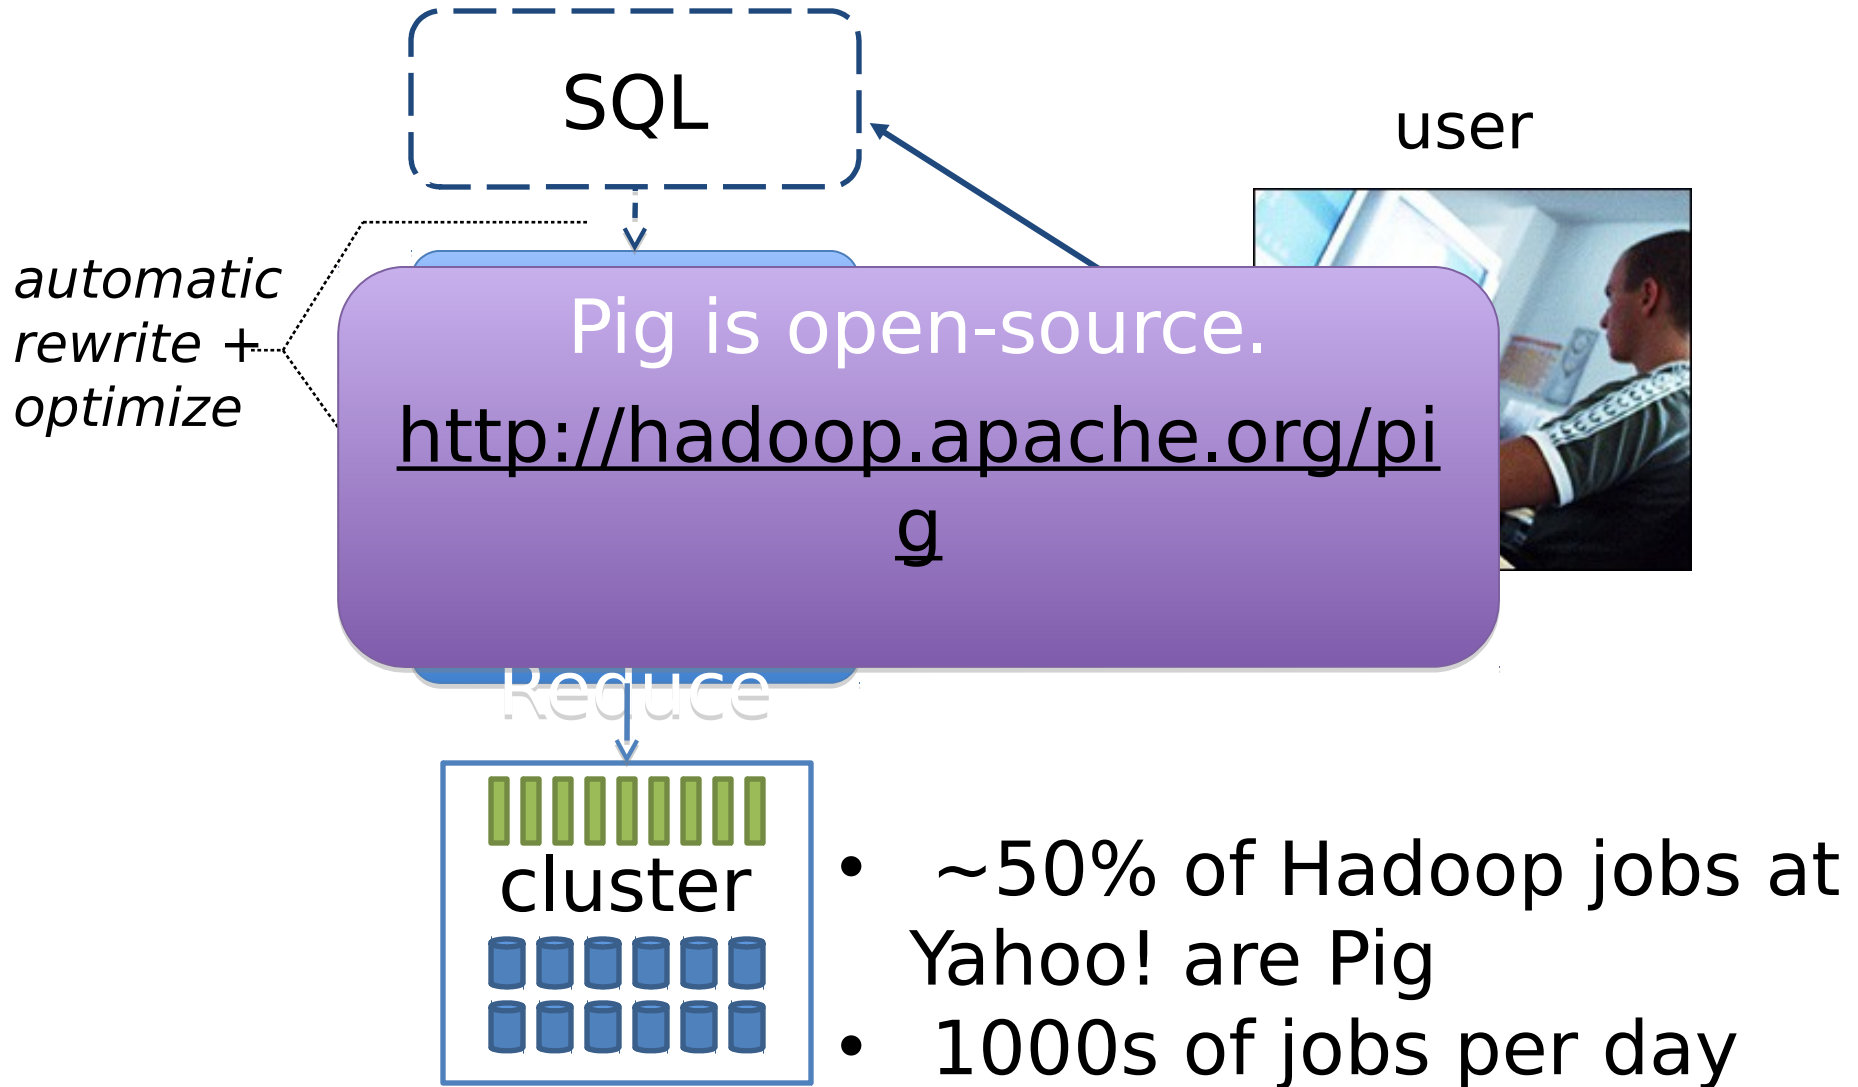 SQL
user
automatic
rewrite +
optimize
Pig is open-source.
http://hadoop.apache.org/pi
g
Reduce
cluster
• ~50% of Hadoop jobs at
Yahoo! are Pig
• 1000s of jobs per day